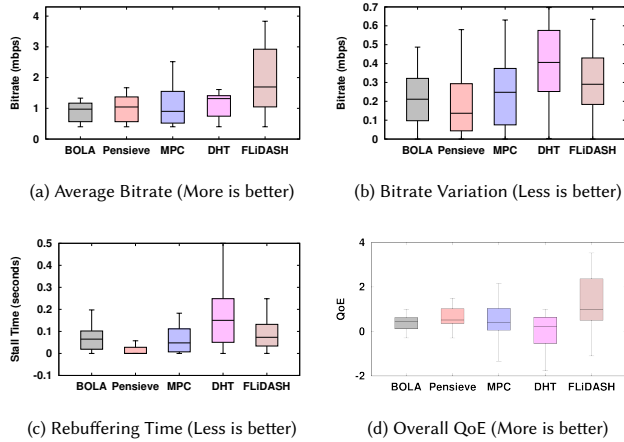 4
3
2
1
0
Bitrate (mbps)
BOLA Pensieve MPC DHT FLiDASH
(a) Average Bitrate (More is better)
0.7
0.6
0.5
0.4
0.3
0.2
0.1
0
Bitrate (mbps)
BOLA Pensieve MPC DHT FLiDASH
(b) Bitrate Variation (Less is better)
0.5
0.4
0.3
0.2
0.1
0
-0.1
Stall Time (seconds)
BOLA Pensieve MPC DHT FLiDASH
(c) Rebuffering Time (Less is better)
4
2
0
-2
QoE
BOLA Pensieve MPC DHT FLiDASH
(d) Overall QoE (More is better)